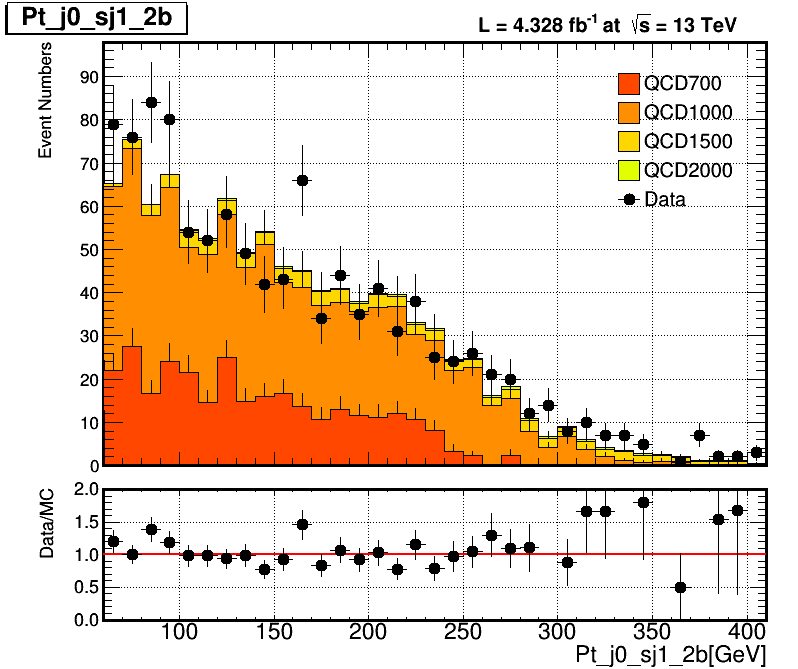 Pt_j0_sj1_2b
L = 4.328 fb⁻¹ at √s = 13 TeV
Event Numbers
90
80
70
60
50
40
30
20
10
0
QCD700
QCD1000
QCD1500
QCD2000
Data
Data/MC
2.0
1.5
1.0
0.5
0.0
100 150 200 250 300 350 400
Pt_j0_sj1_2b[GeV]